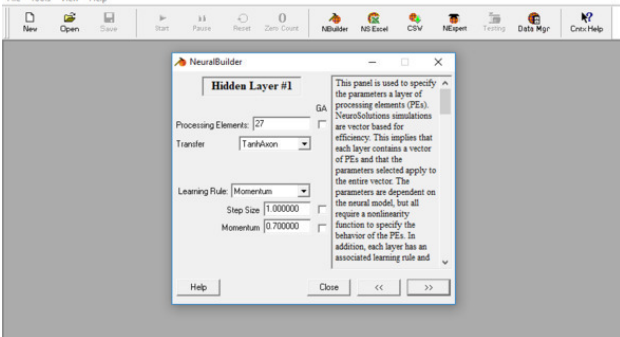 File Tools View Help
New Open Save Start Pause Reset Zero Count NBuilder NSExcel CSV NExpert Testing Data Mgr Cntx Help
NeuralBuilder
Hidden Layer #1
GA
Processing Elements: 27
Transfer TanhAxon
Learning Rule: Momentum
Step Size 1.000000
Momentum 0.700000
This panel is used to specify
the parameters a layer of
processing elements (PEs).
NeuroSolutions simulations
are vector based for
efficiency. This implies that
each layer contains a vector
of PEs and that the
parameters selected apply to
the entire vector. The
parameters are dependent on
the neural model, but all
require a nonlinearity
function to specify the
behavior of the PEs. In
addition, each layer has an
associated learning rule and
Help Close << >>